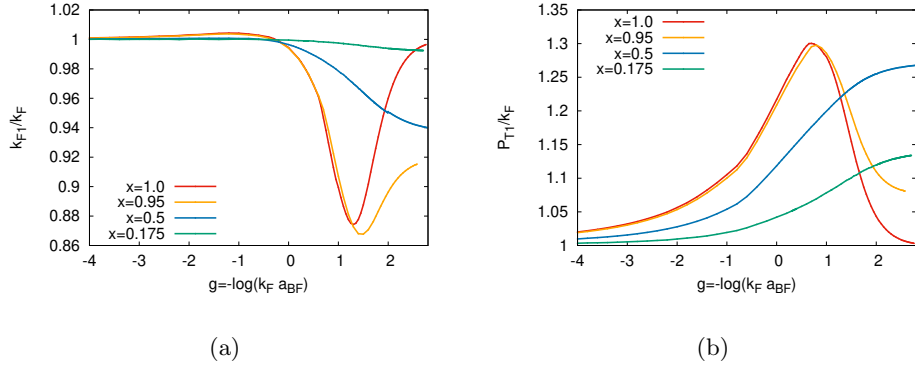 1.02
1
0.98
0.96
0.94
0.92
0.9
0.88
0.86
k_F1/k_F
x=1.0
x=0.95
x=0.5
x=0.175
-4 -3 -2 -1 0 1 2
g=-log(k_F a_BF)
(a)
1.35
1.3
1.25
1.2
1.15
1.1
1.05
1
P_T1/k_F
x=1.0
x=0.95
x=0.5
x=0.175
-4 -3 -2 -1 0 1 2
g=-log(k_F a_BF)
(b)